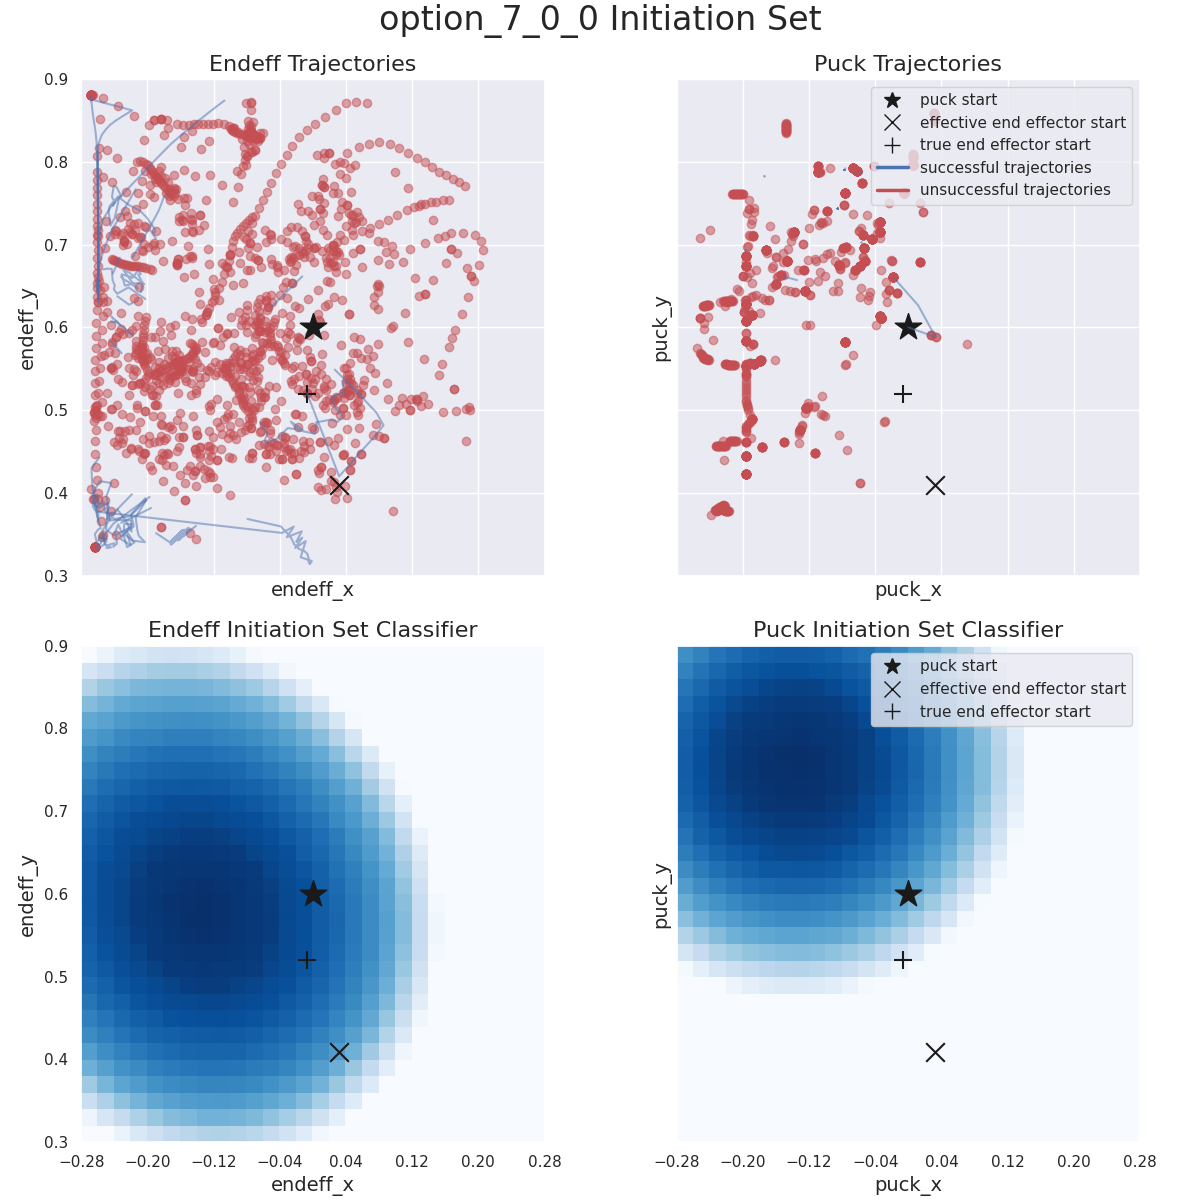 option_7_0_0 Initiation Set
Endeff Trajectories
0.9
0.8
0.7
0.6
0.5
0.4
0.3
endeff_y
endeff_x
Puck Trajectories
puck start
effective end effector start
true end effector start
successful trajectories
unsuccessful trajectories
puck_y
puck_x
Endeff Initiation Set Classifier
0.9
0.8
0.7
0.6
0.5
0.4
0.3
endeff_y
−0.28 −0.20 −0.12 −0.04 0.04 0.12 0.20 0.28
endeff_x
Puck Initiation Set Classifier
puck start
effective end effector start
true end effector start
puck_y
−0.28 −0.20 −0.12 −0.04 0.04 0.12 0.20 0.28
puck_x